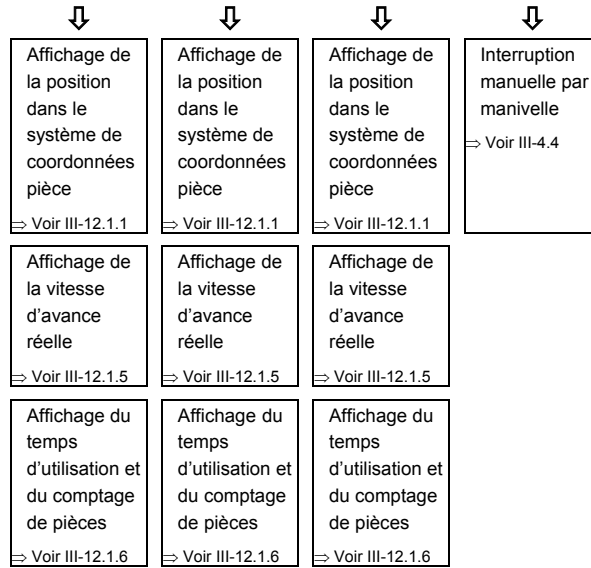 Affichage de
la position
dans le
système de
coordonnées
pièce
⇒ Voir III-12.1.1
Affichage de
la position
dans le
système de
coordonnées
pièce
⇒ Voir III-12.1.1
Affichage de
la position
dans le
système de
coordonnées
pièce
⇒ Voir III-12.1.1
Interruption
manuelle par
manivelle
⇒ Voir III-4.4
Affichage de
la vitesse
d'avance
réelle
⇒ Voir III-12.1.5
Affichage de
la vitesse
d'avance
réelle
⇒ Voir III-12.1.5
Affichage de
la vitesse
d'avance
réelle
⇒ Voir III-12.1.5
Affichage du
temps
d'utilisation et
du comptage
de pièces
⇒ Voir III-12.1.6
Affichage du
temps
d'utilisation et
du comptage
de pièces
⇒ Voir III-12.1.6
Affichage du
temps
d'utilisation et
du comptage
de pièces
⇒ Voir III-12.1.6